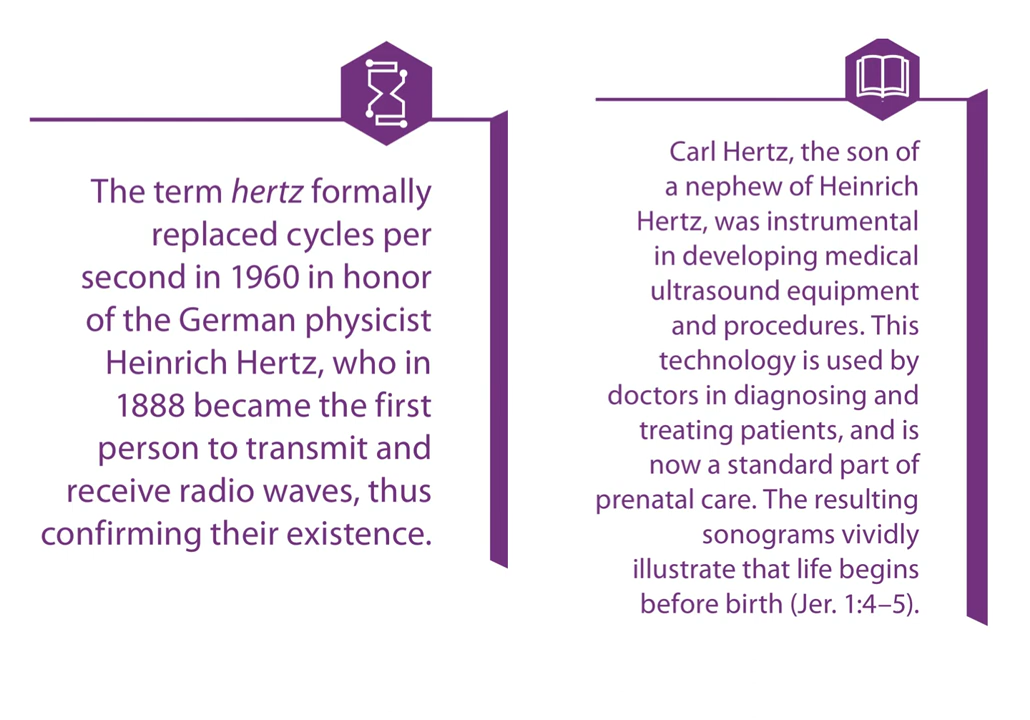 The term hertz formally
replaced cycles per
second in 1960 in honor
of the German physicist
Heinrich Hertz, who in
1888 became the first
person to transmit and
receive radio waves, thus
confirming their existence.
Carl Hertz, the son of
a nephew of Heinrich
Hertz, was instrumental
in developing medical
ultrasound equipment
and procedures. This
technology is used by
doctors in diagnosing and
treating patients, and is
now a standard part of
prenatal care. The resulting
sonograms vividly
illustrate that life begins
before birth (Jer. 1:4–5).